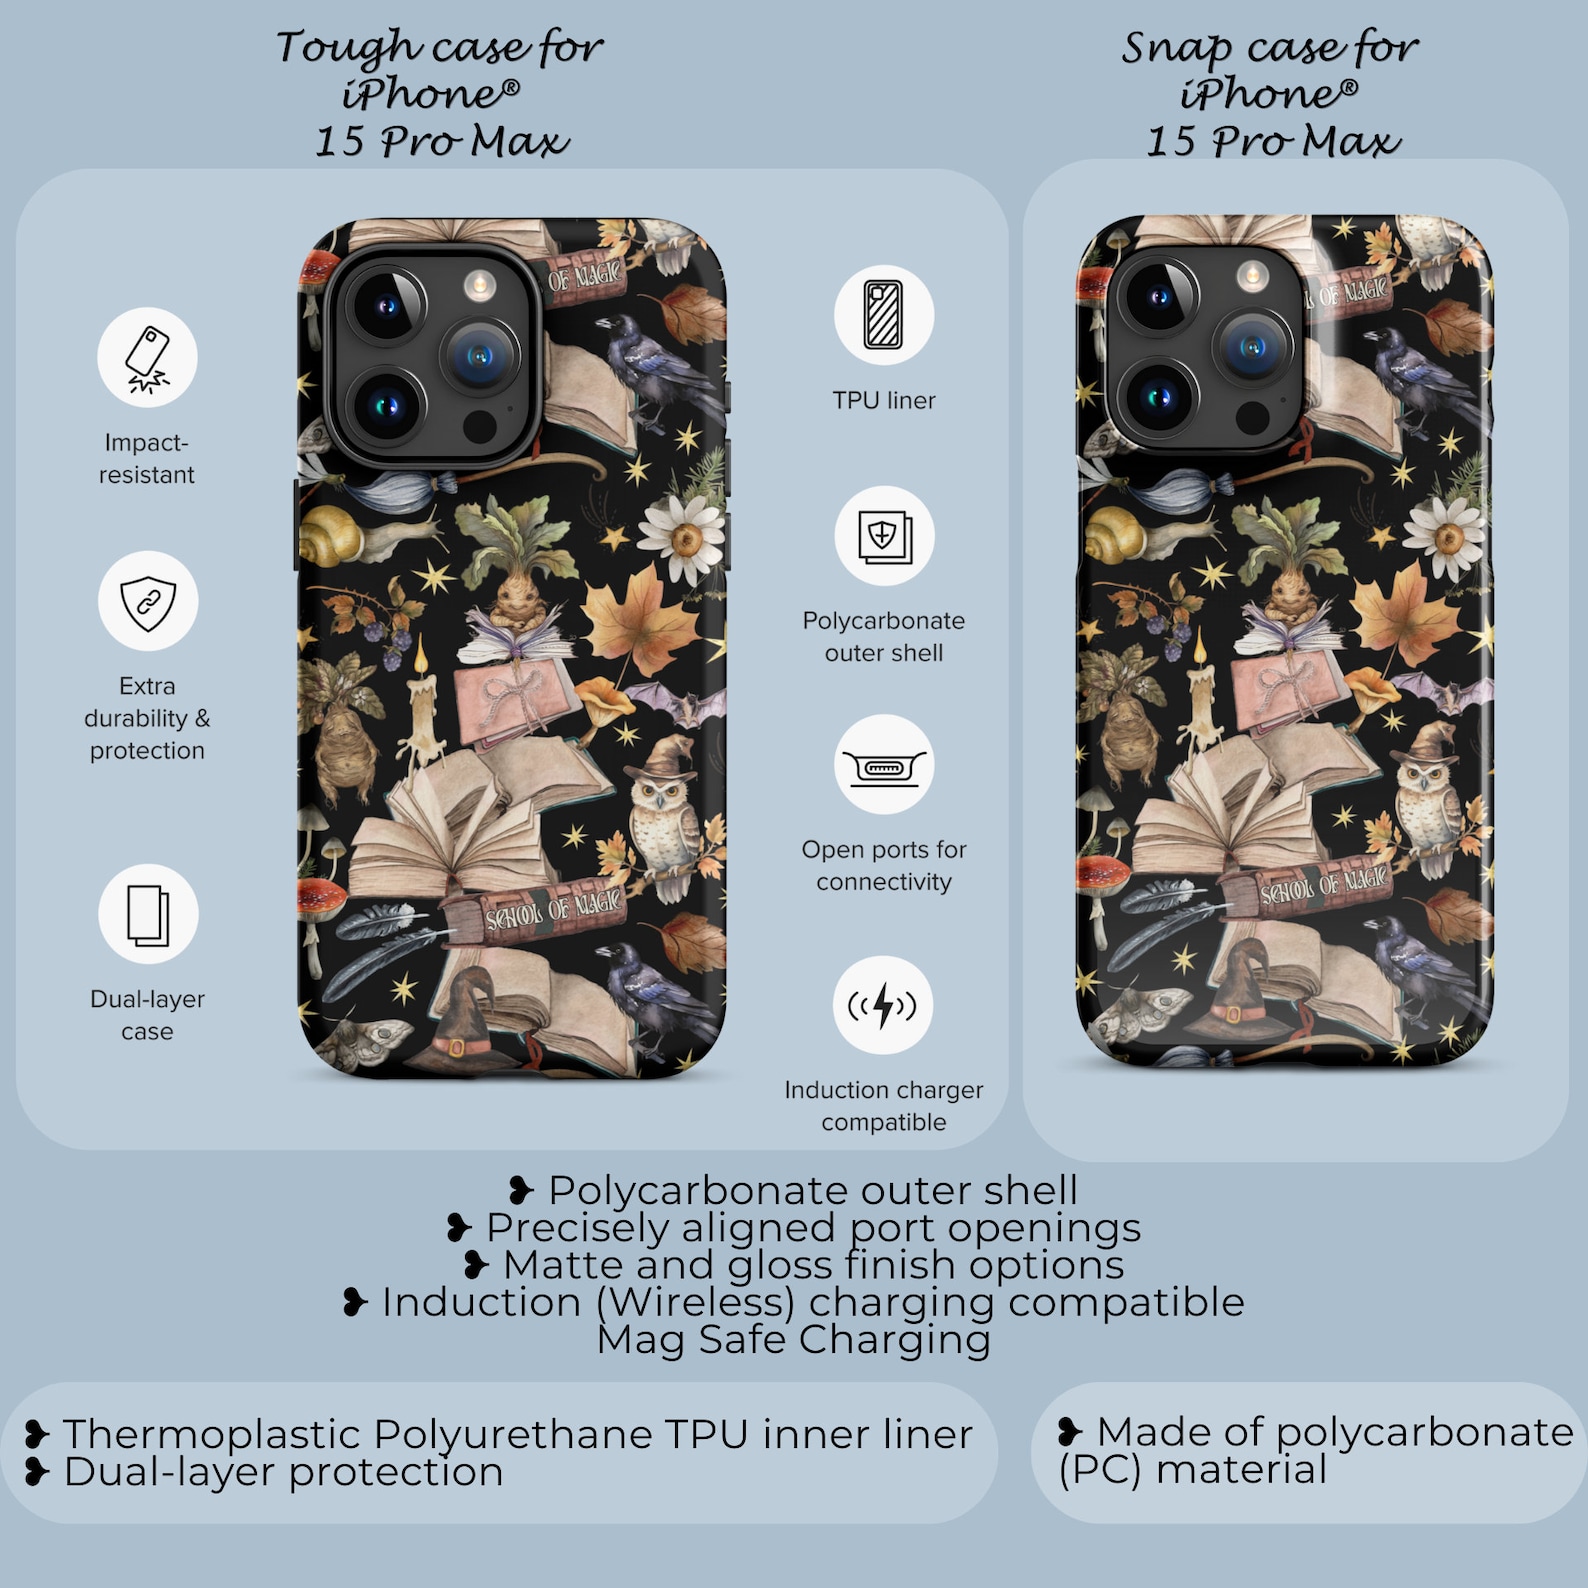 Tough case for
iPhone®
15 Pro Max
Snap case for
iPhone®
15 Pro Max
Impact-
resistant
Extra
durability &
protection
Dual-layer
case
OF MAGIC
SCHOOL OF MAGIC
TPU liner
Polycarbonate
outer shell
Open ports for
connectivity
Induction charger
compatible
L OF MAGIC
SCHOOL OF MAGIC
❥ Polycarbonate outer shell
❥ Precisely aligned port openings
❥ Matte and gloss finish options
❥ Induction (Wireless) charging compatible
Mag Safe Charging
❥ Thermoplastic Polyurethane TPU inner liner
❥ Dual-layer protection
❥ Made of polycarbonate
(PC) material